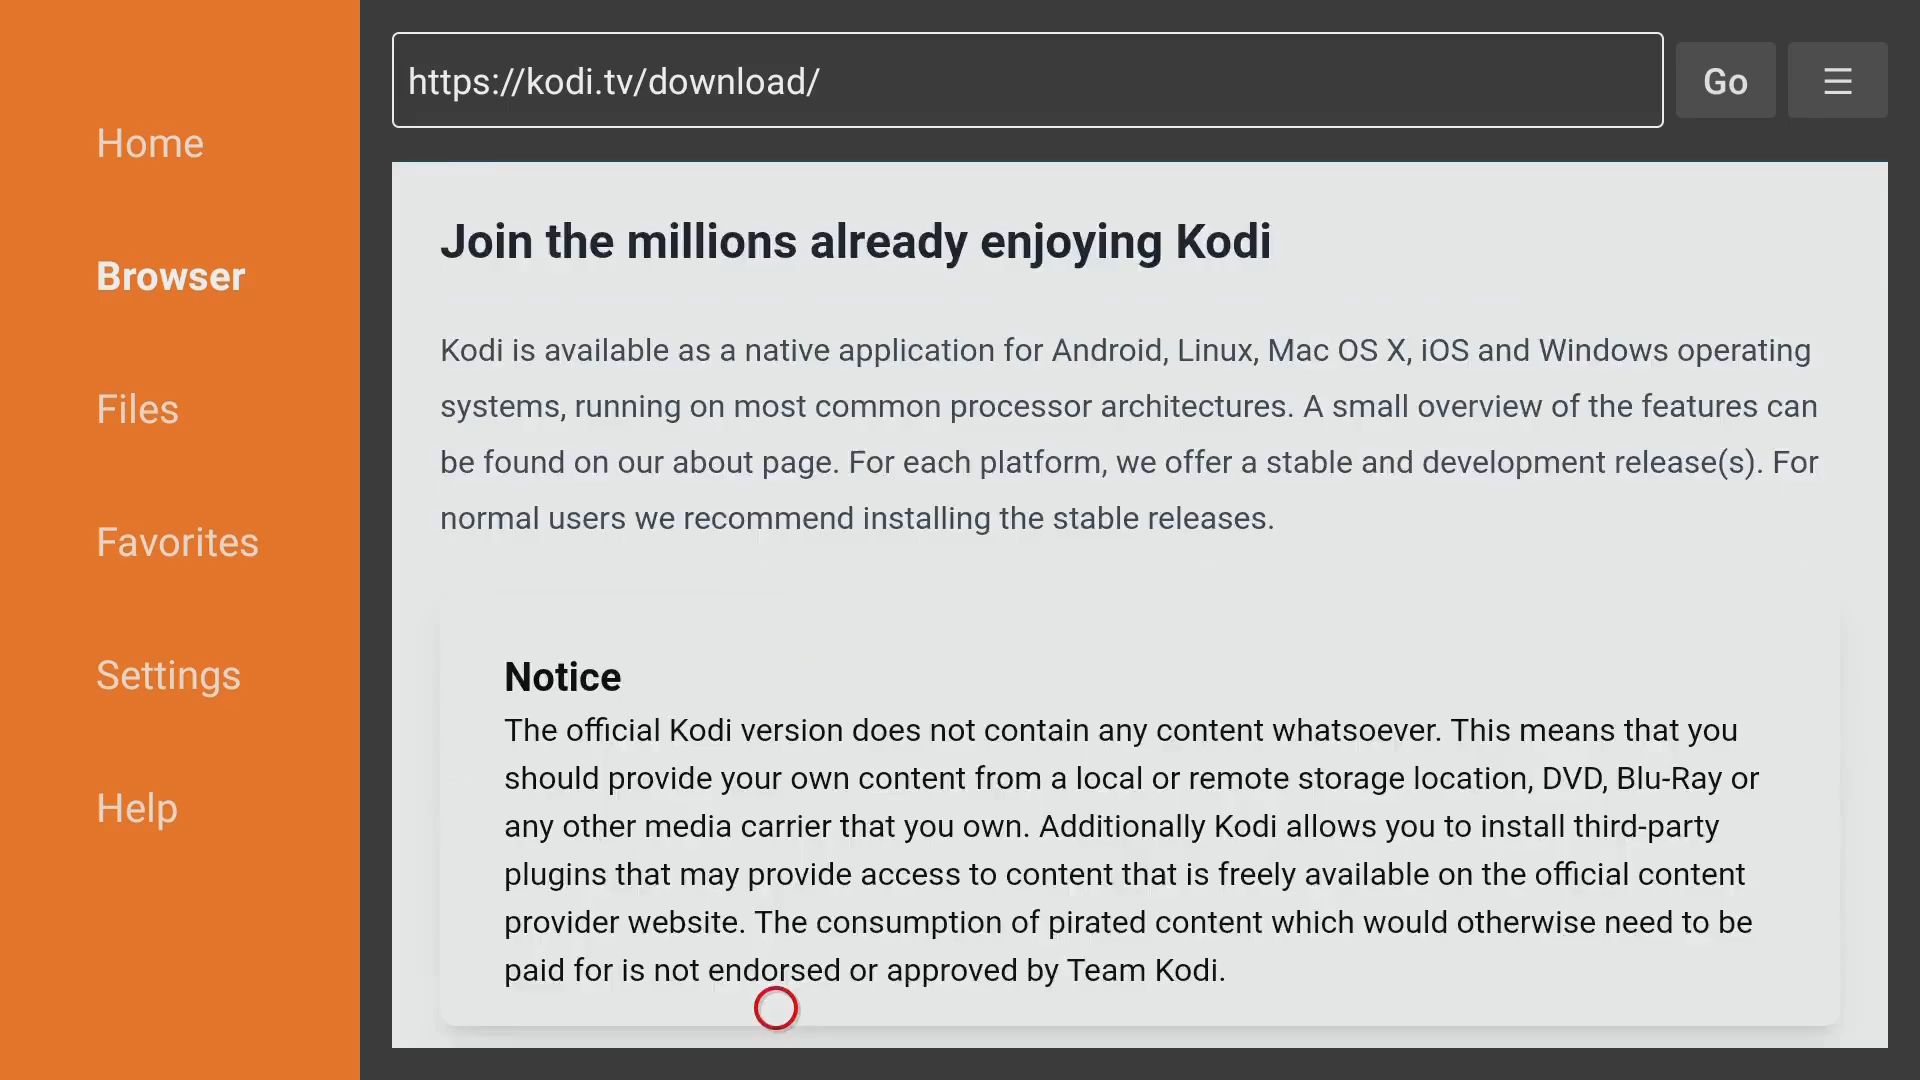 Home
Browser
Files
Favorites
Settings
Help
https://kodi.tv/download/
Go
Join the millions already enjoying Kodi
Kodi is available as a native application for Android, Linux, Mac OS X, iOS and Windows operating
systems, running on most common processor architectures. A small overview of the features can
be found on our about page. For each platform, we offer a stable and development release(s). For
normal users we recommend installing the stable releases.
Notice
The official Kodi version does not contain any content whatsoever. This means that you
should provide your own content from a local or remote storage location, DVD, Blu-Ray or
any other media carrier that you own. Additionally Kodi allows you to install third-party
plugins that may provide access to content that is freely available on the official content
provider website. The consumption of pirated content which would otherwise need to be
paid for is not endorsed or approved by Team Kodi.